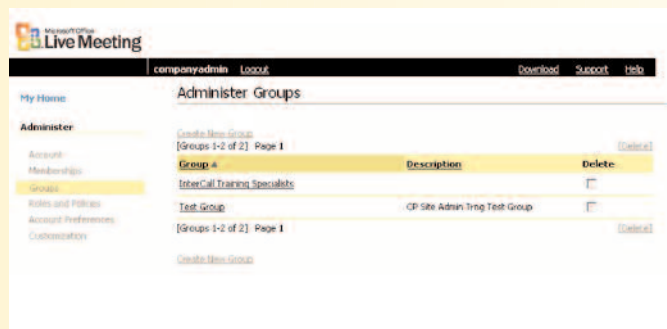 Microsoft Office
Live Meeting
companyadmin Logout Download Support Help
My Home
Administer
Account
Memberships
Groups
Roles and Policies
Account Preferences
Customization
Administer Groups
Create New Group
[Groups 1-2 of 2] Page 1 [Delete]
Group Description Delete
InterCall Training Specialists
Test Group CP Site Admin Trng Test Group
[Groups 1-2 of 2] Page 1 [Delete]
Create New Group